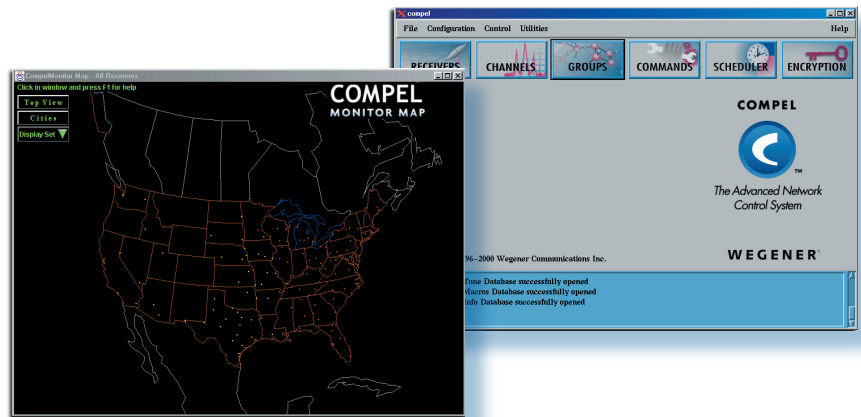 compel
File Configuration Control Utilities Help
RECEIVERS CHANNELS GROUPS COMMANDS SCHEDULER ENCRYPTION
COMPEL
TM
The Advanced Network
Control System
WEGENER
96-2000 Wegener Communications Inc.
Tune Database successfully opened
Macros Database successfully opened
Info Database successfully opened
CompelMonitor Map - All Receivers
Click in window and press F1 for help
Top View
Cities
Display Set
COMPEL
MONITOR MAP